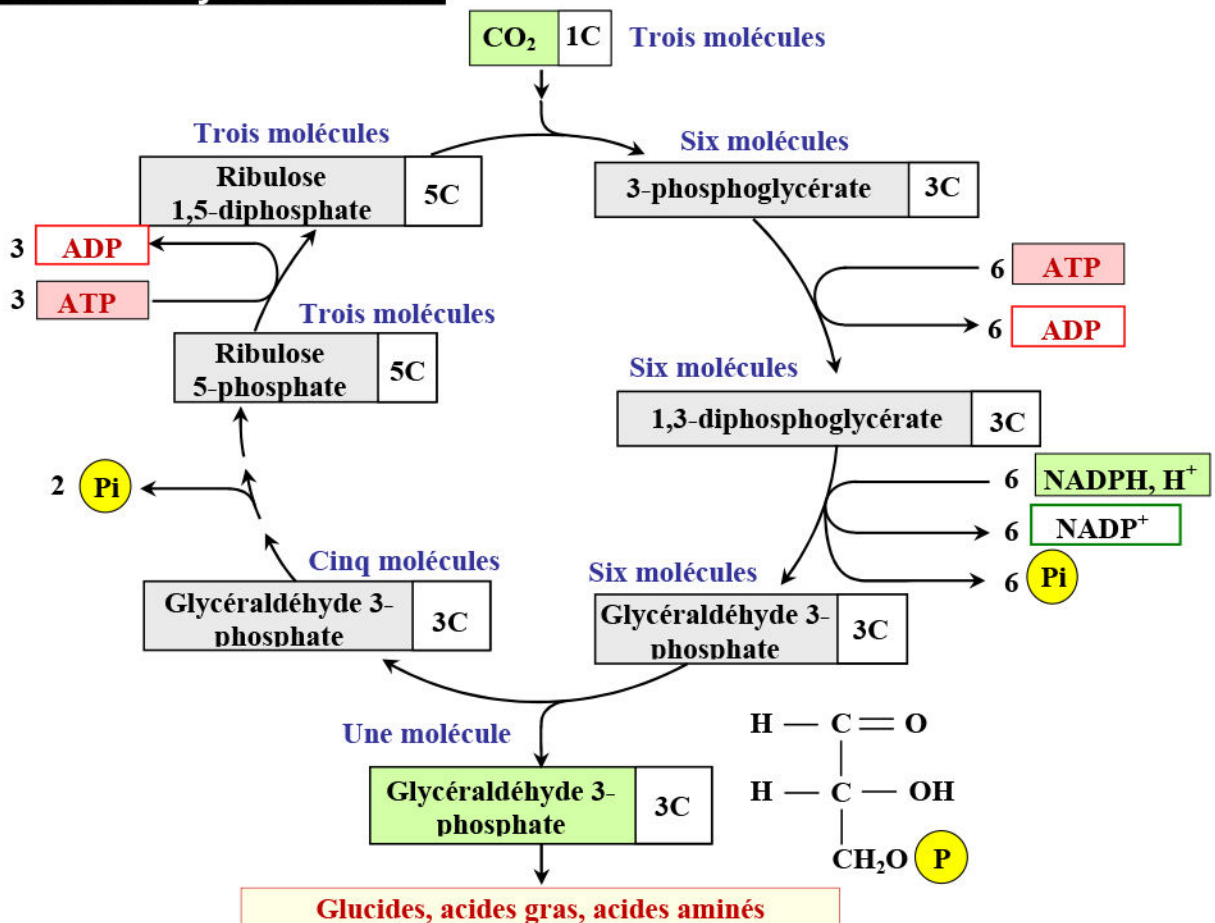 CO₂ 1C Trois molécules
Trois molécules
Six molécules
Ribulose
1,5-diphosphate
5C
3-phosphoglycérate 3C
3 ADP
3 ATP
6 ATP
6 ADP
Trois molécules
Ribulose
5-phosphate
5C
Six molécules
1,3-diphosphoglycérate 3C
2 Pi
6 NADPH, H⁺
6 NADP⁺
6 Pi
Cinq molécules
Glycéraldéhyde 3-
phosphate
3C
Six molécules
Glycéraldéhyde 3-
phosphate
3C
Une molécule
Glycéraldéhyde 3-
phosphate
3C
H — C = O
H — C — OH
CH₂O P
Glucides, acides gras, acides aminés